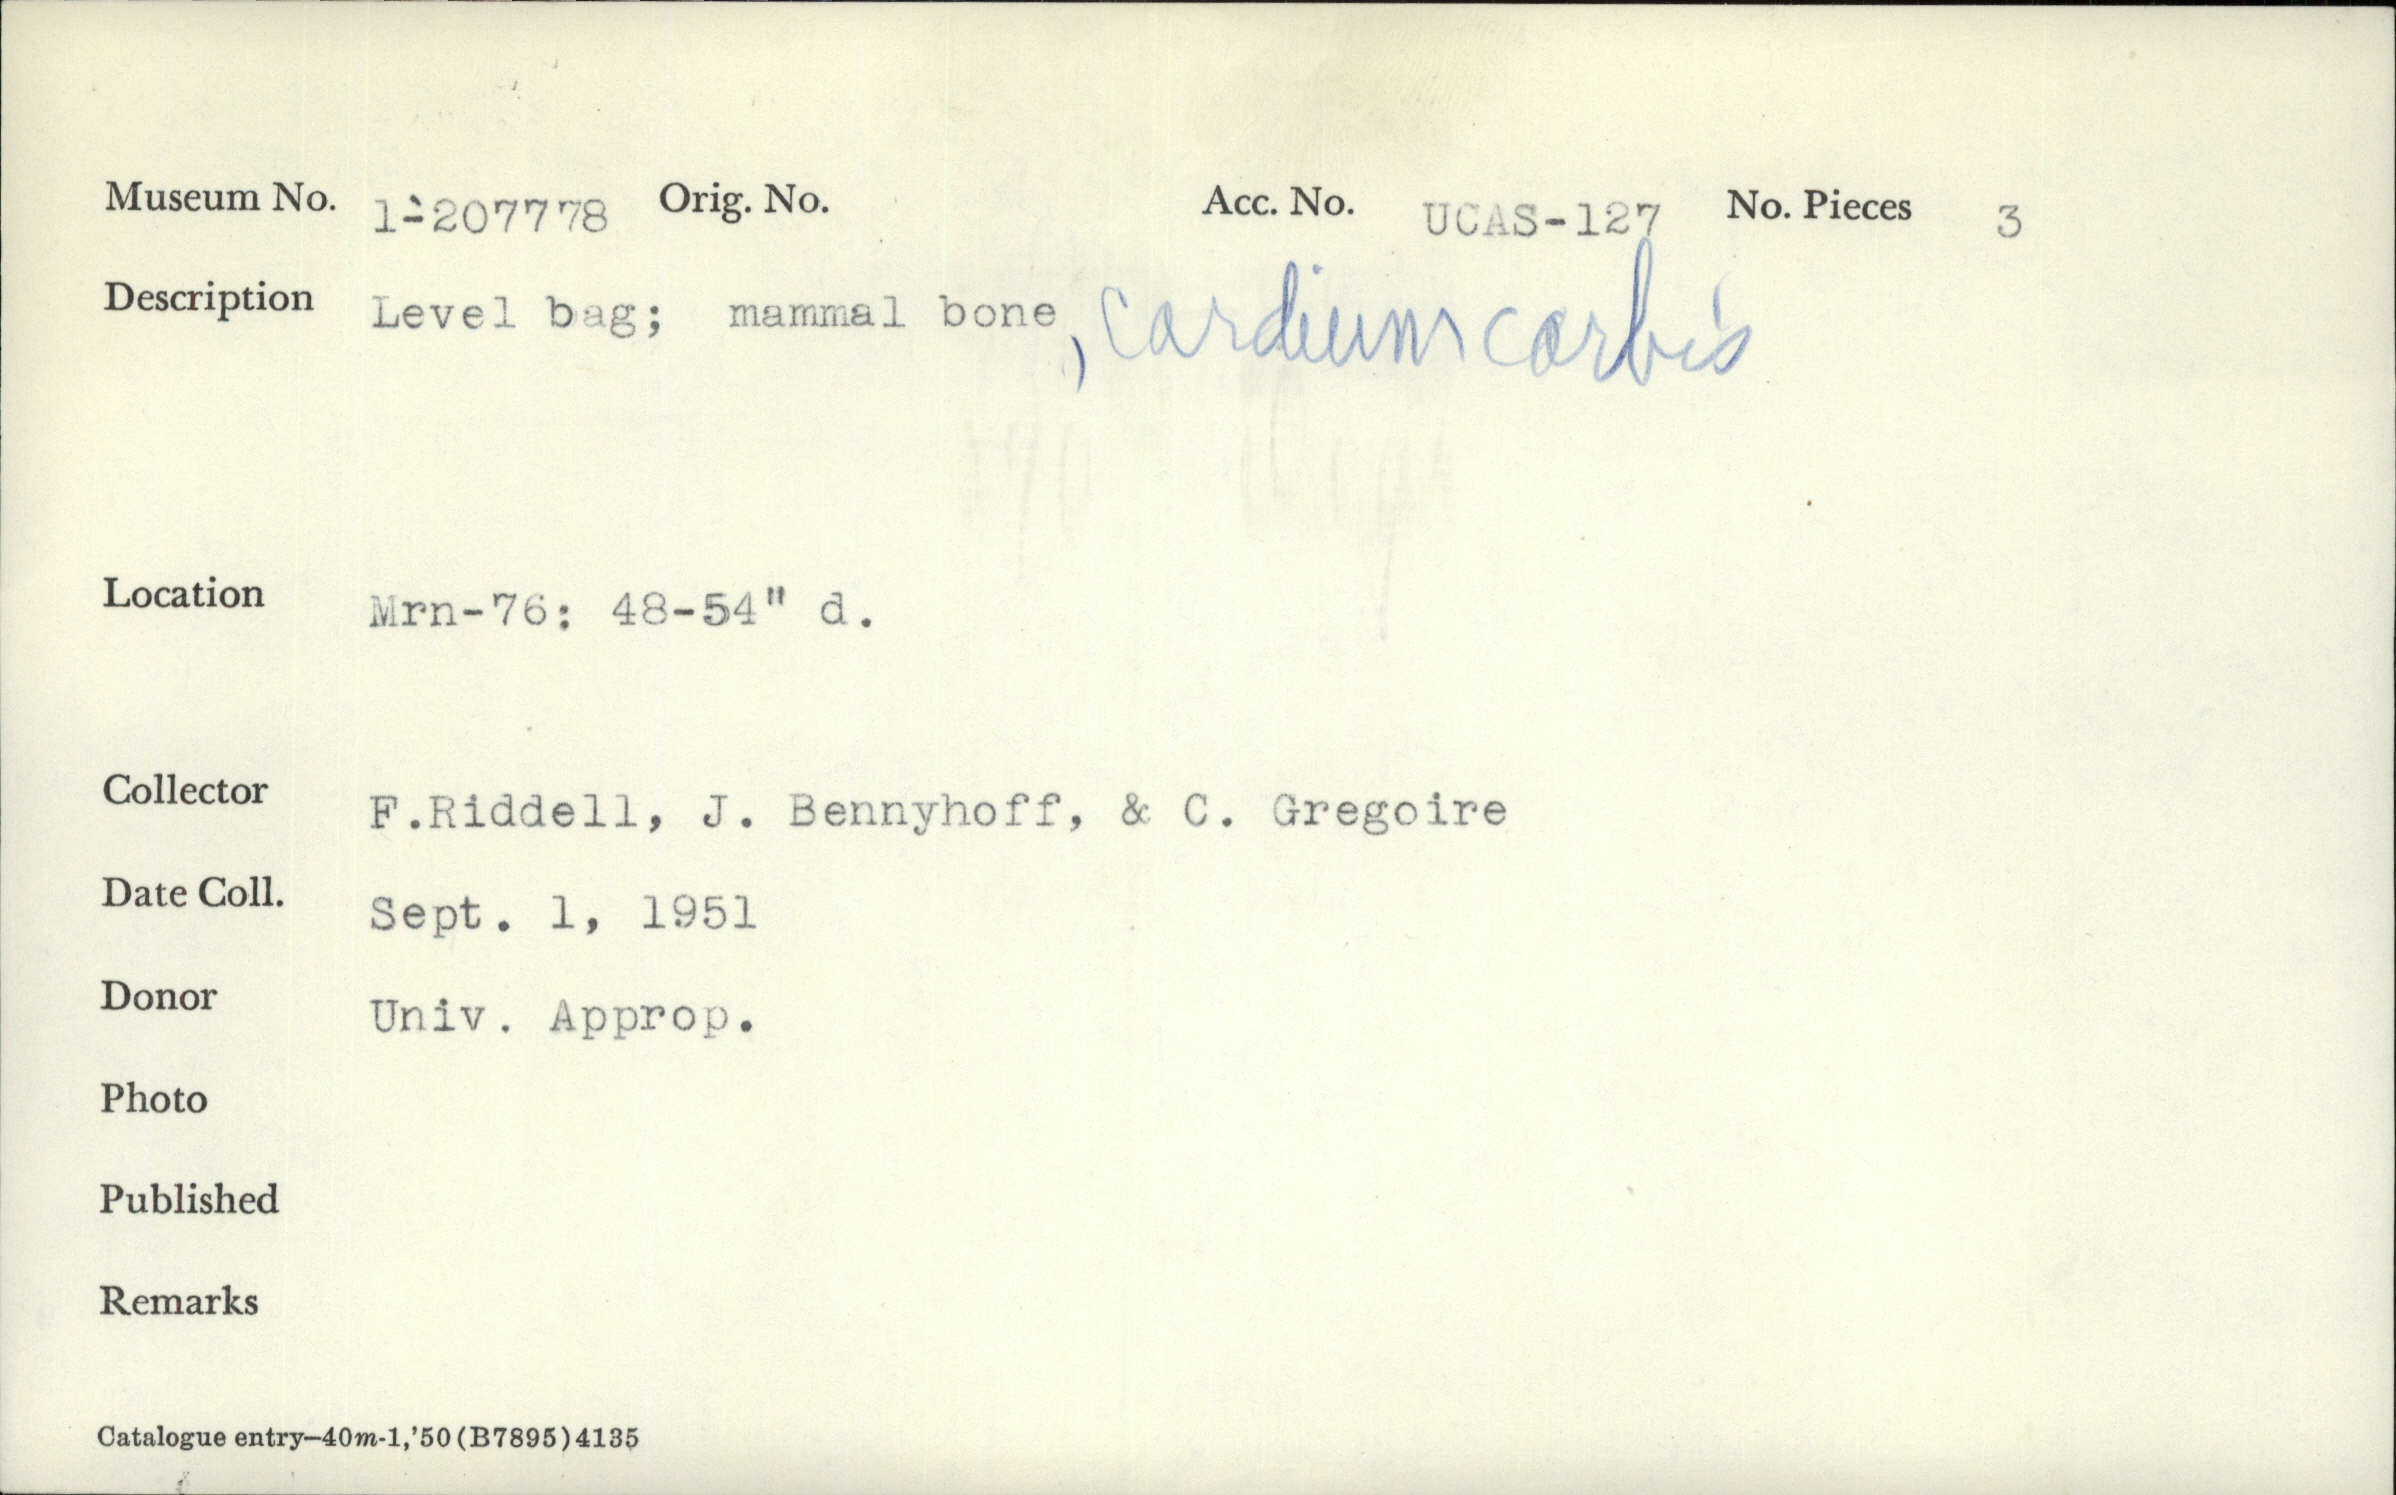 Museum No. 1-207778 Orig. No. Acc. No. UCAS-127 No. Pieces 3
Description Level bag; mammal bone, Cardium corbis
Location Mrn-76: 48-54" d.
Collector F.Riddell, J. Bennyhoff, & C. Gregoire
Date Coll. Sept. 1, 1951
Donor Univ. Approp.
Photo
Published
Remarks
Catalogue entry—40m-1,'50(B7895)4135